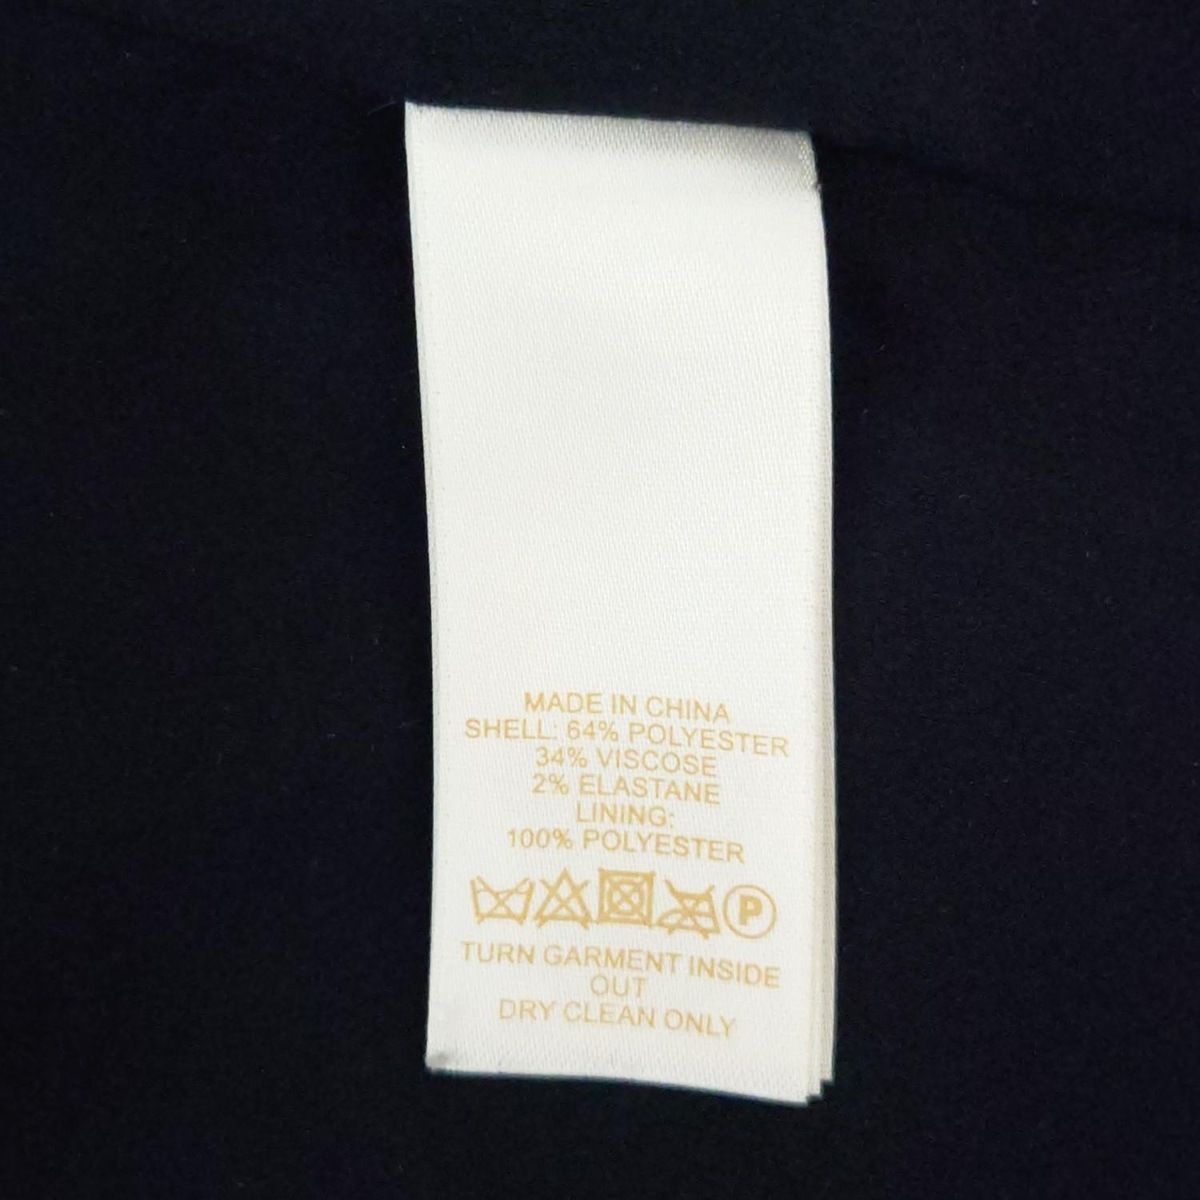 MADE IN CHINA
SHELL: 64% POLYESTER
34% VISCOSE
2% ELASTANE
LINING:
100% POLYESTER
P
TURN GARMENT INSIDE
OUT
DRY CLEAN ONLY